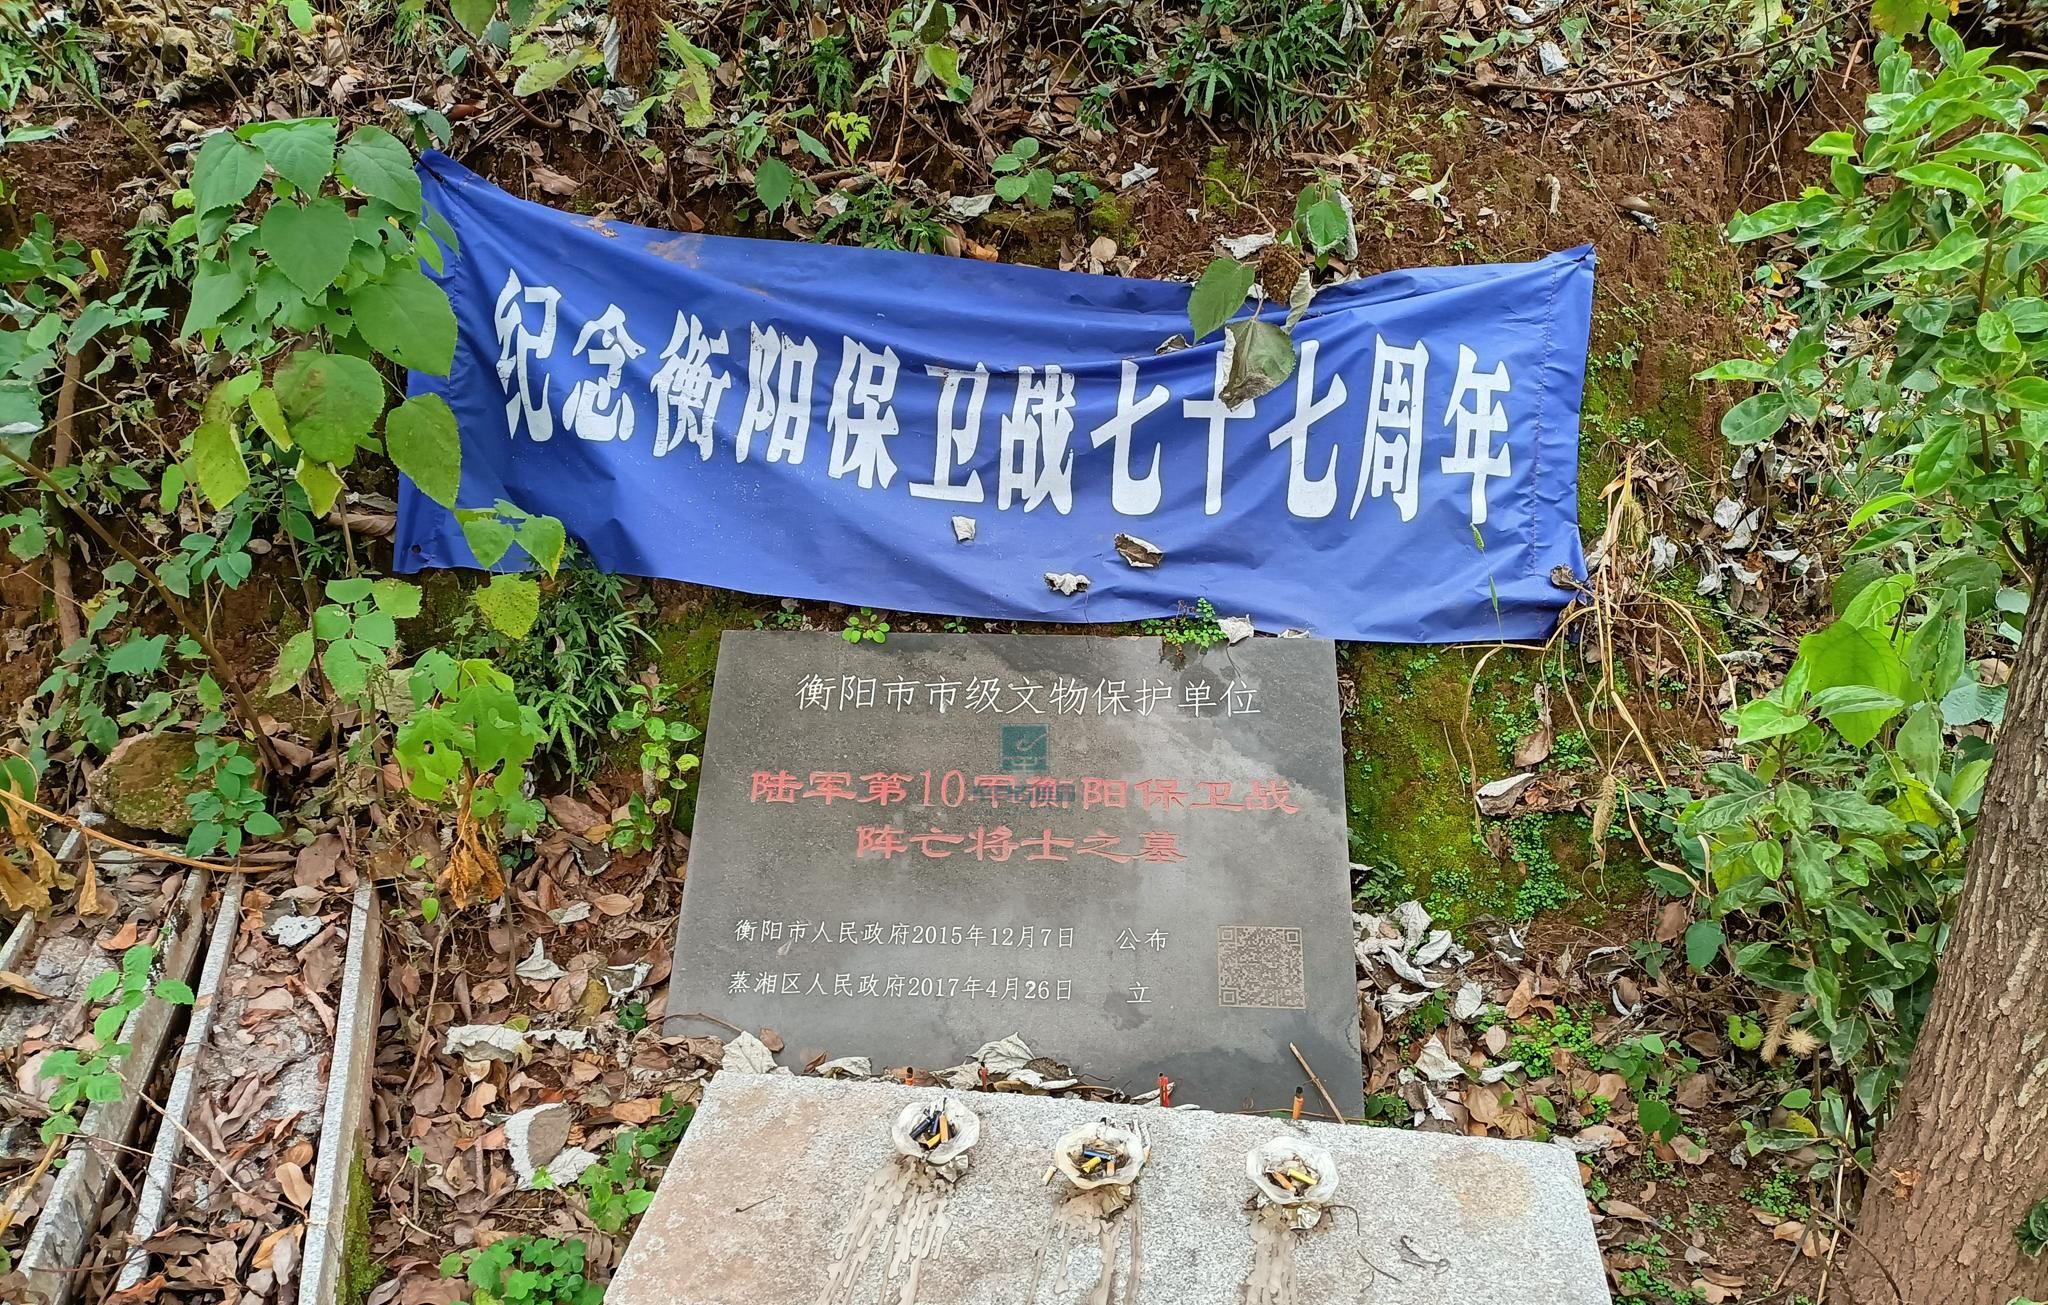 纪念衡阳保卫战七十七周年
衡阳市市级文物保护单位
陆军第10军衡阳保卫战
阵亡将士之墓
衡阳市人民政府2015年12月7日 公布
蒸湘区人民政府2017年4月26日 立